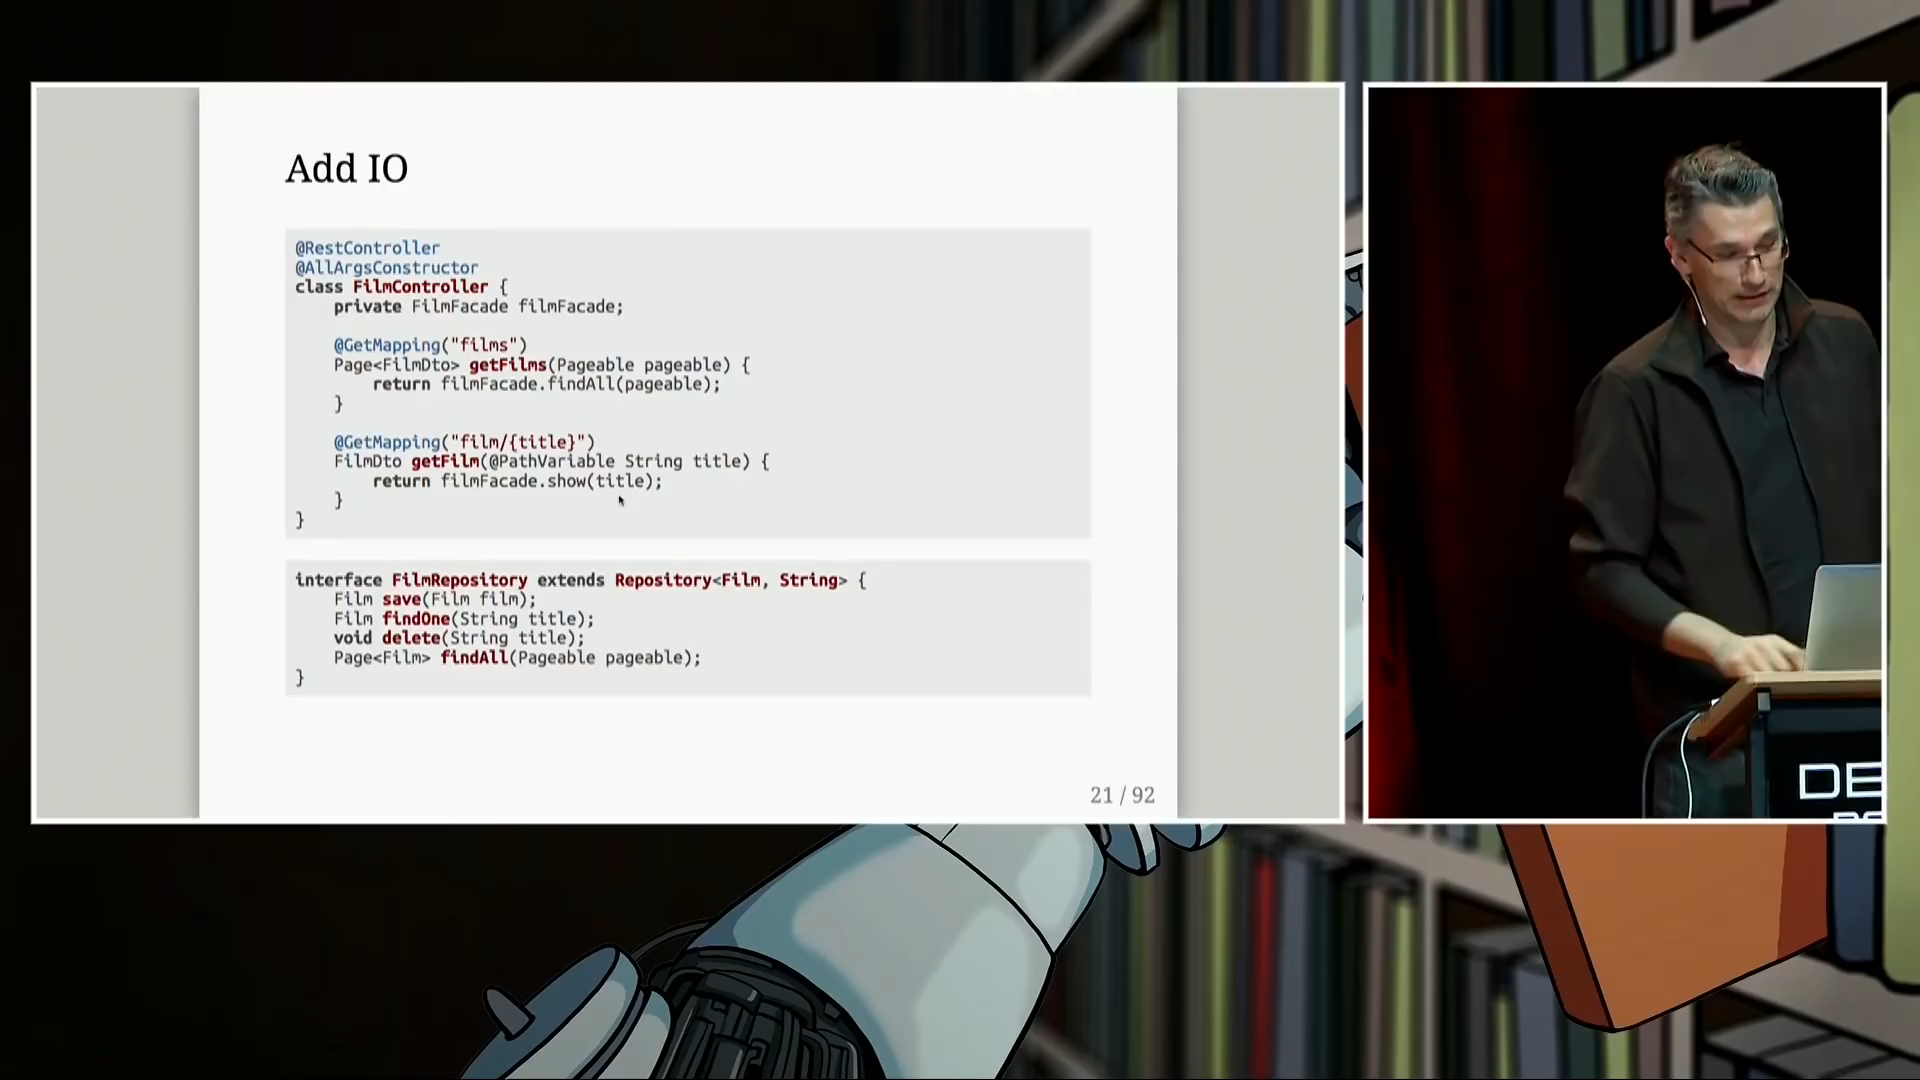 Add IO
@RestController
@AllArgsConstructor
class FilmController {
    private FilmFacade filmFacade;
    @GetMapping("films")
    Page<FilmDto> getFilms(Pageable pageable) {
        return filmFacade.findAll(pageable);
    }
    @GetMapping("film/{title}")
    FilmDto getFilm(@PathVariable String title) {
        return filmFacade.show(title);
    }
}
interface FilmRepository extends Repository<Film, String> {
    Film save(Film film);
    Film findOne(String title);
    void delete(String title);
    Page<Film> findAll(Pageable pageable);
}
21 / 92
DE